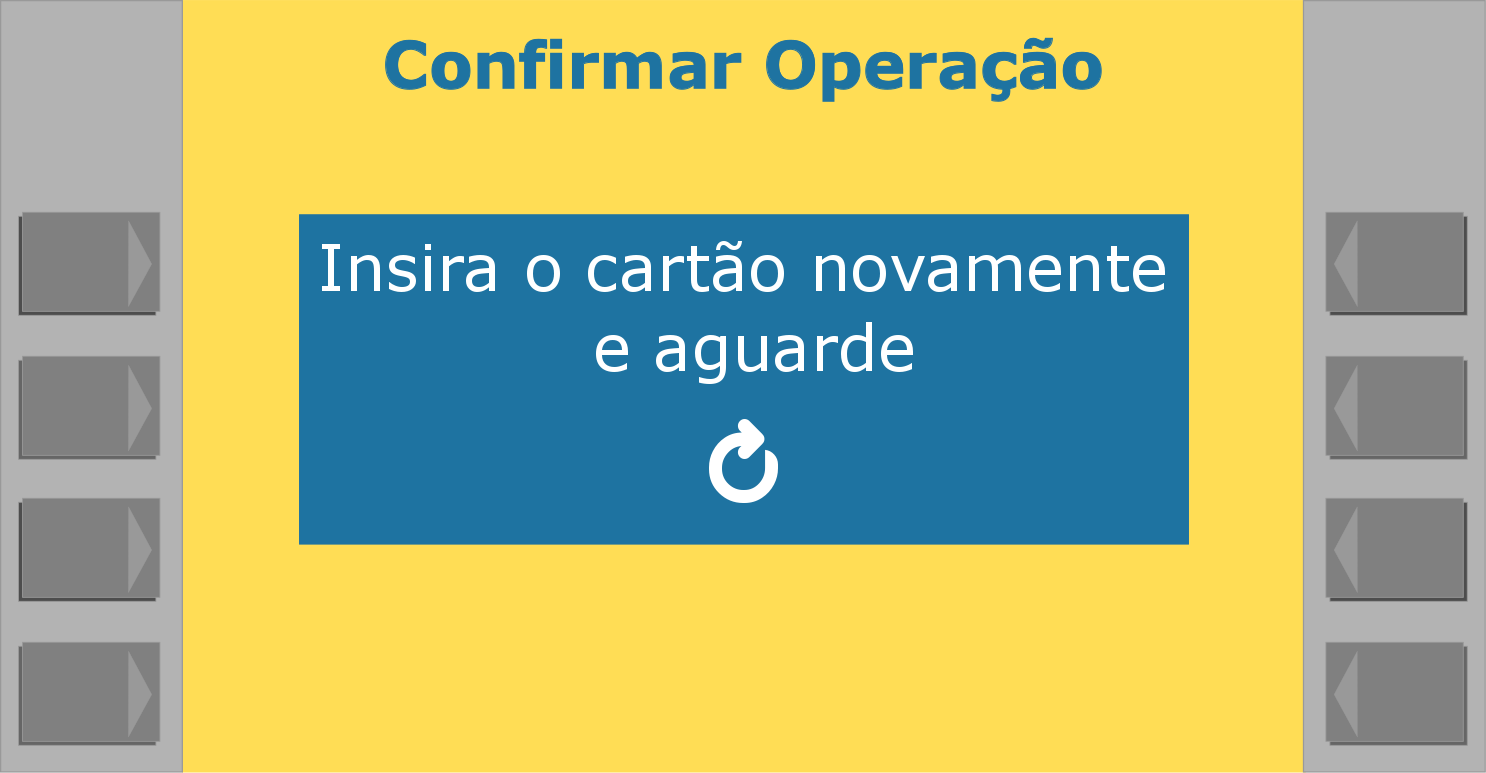 Confirmar Operação
Insira o cartão novamente
e aguarde